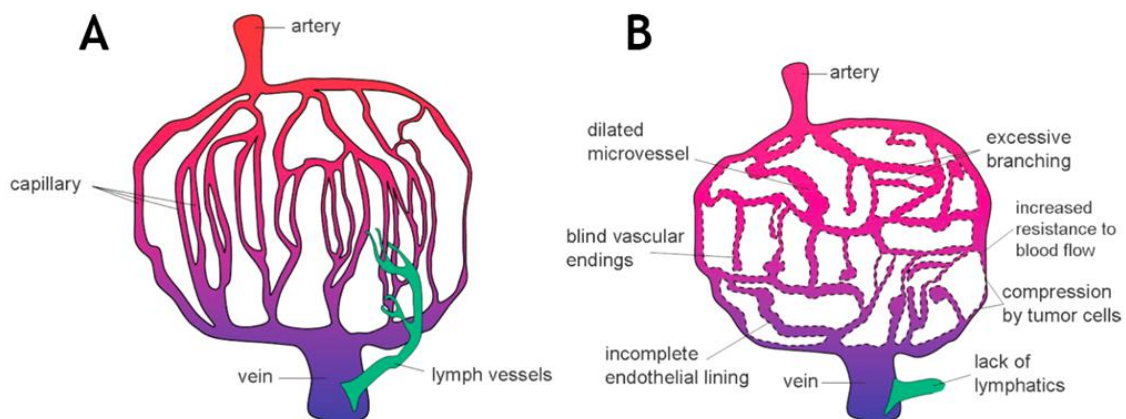 A
artery
capillary
vein
lymph vessels
B
artery
dilated
microvessel
excessive
branching
blind vascular
endings
increased
resistance to
blood flow
compression
by tumor cells
incomplete
endothelial lining
vein
lack of
lymphatics